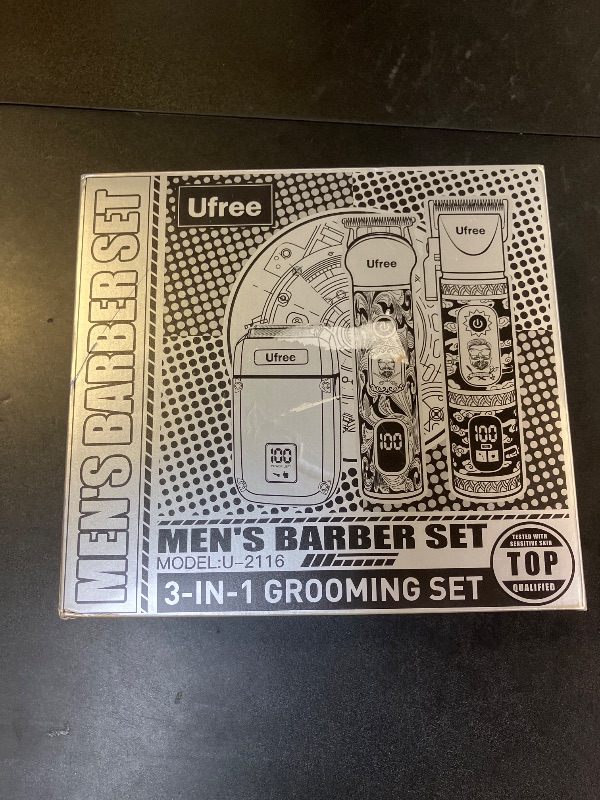 MEN'S BARBER SET
Ufree
Ufree
Ufree
Ufree
100
100
100
MEN'S BARBER SET
MODEL:U-2116
3-IN-1 GROOMING SET
TESTED WITH
SENSITIVE SKIN
TOP
QUALIFIED